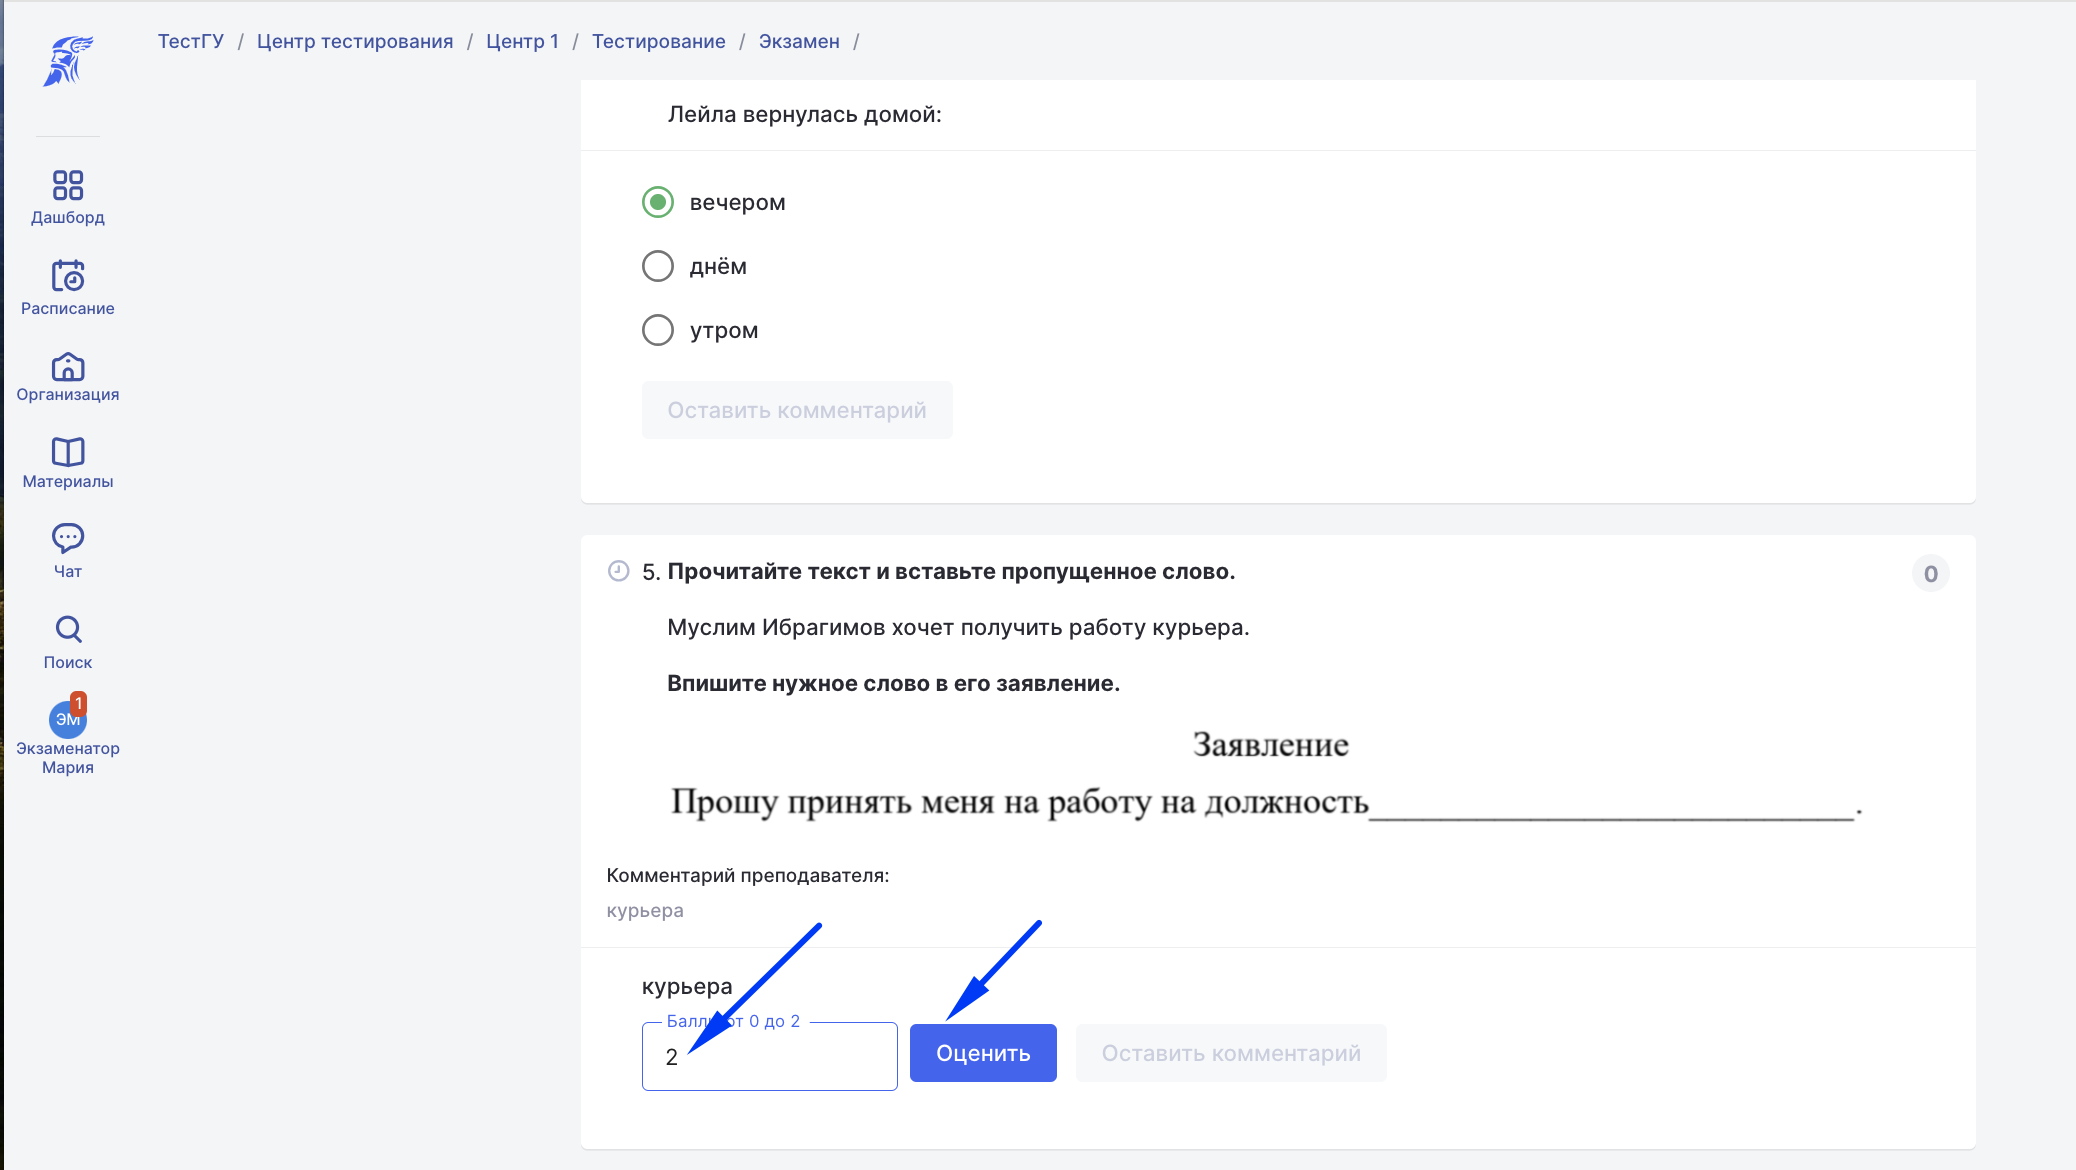 ТестГУ / Центр тестирования / Центр 1 / Тестирование / Экзамен /
Дашборд
Расписание
Организация
Материалы
Чат
Поиск
1
ЭМ
Экзаменатор
Мария
Лейла вернулась домой:
вечером
днём
утром
Оставить комментарий
5. Прочитайте текст и вставьте пропущенное слово.
0
Муслим Ибрагимов хочет получить работу курьера.
Впишите нужное слово в его заявление.
Заявление
Прошу принять меня на работу на должность___________________________.
Комментарий преподавателя:
курьера
курьера
Баллы от 0 до 2
2
Оценить
Оставить комментарий